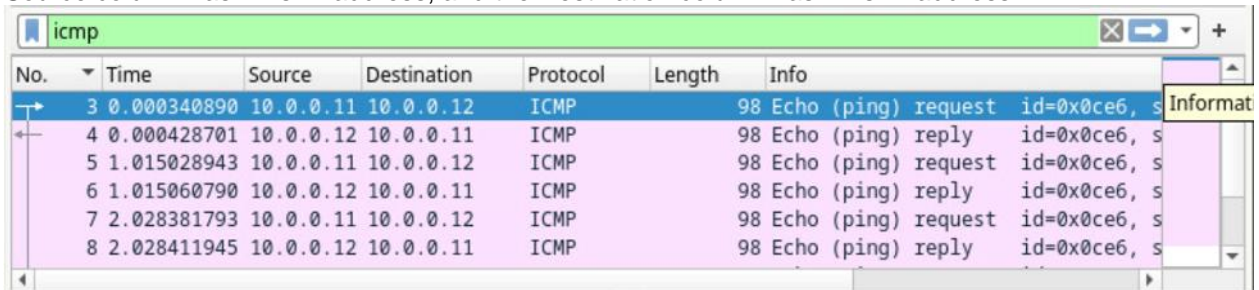 icmp
No. Time Source Destination Protocol Length Info
3 0.000340890 10.0.0.11 10.0.0.12 ICMP 98 Echo (ping) request id=0x0ce6, s Informati
4 0.000428701 10.0.0.12 10.0.0.11 ICMP 98 Echo (ping) reply id=0x0ce6, s
5 1.015028943 10.0.0.11 10.0.0.12 ICMP 98 Echo (ping) request id=0x0ce6, s
6 1.015060790 10.0.0.12 10.0.0.11 ICMP 98 Echo (ping) reply id=0x0ce6, s
7 2.028381793 10.0.0.11 10.0.0.12 ICMP 98 Echo (ping) request id=0x0ce6, s
8 2.028411945 10.0.0.12 10.0.0.11 ICMP 98 Echo (ping) reply id=0x0ce6, s